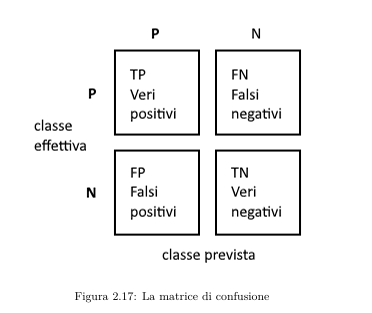 P
N
P
TP
Veri
positivi
FN
Falsi
negativi
classe
effettiva
N
FP
Falsi
positivi
TN
Veri
negativi
classe prevista
Figura 2.17: La matrice di confusione